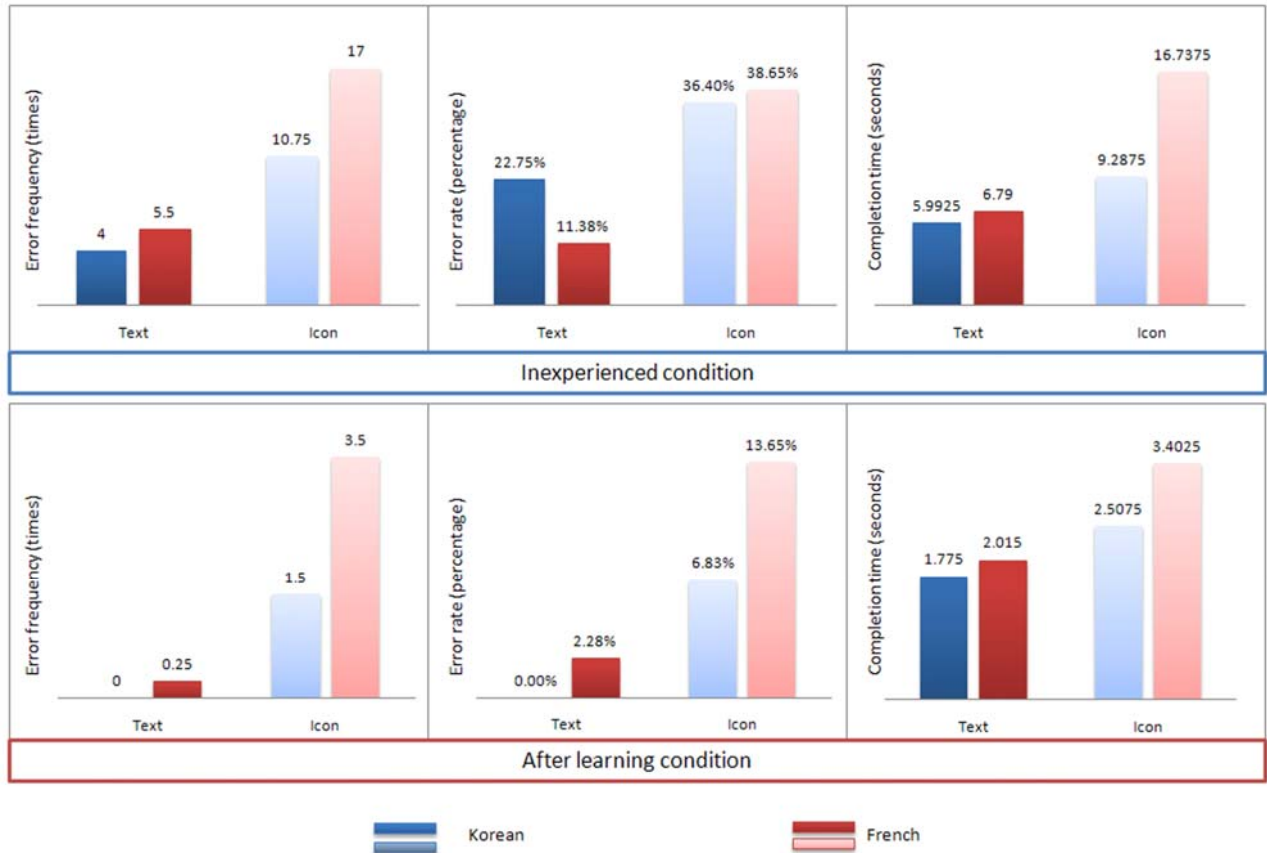 Error frequency (times)
4
5.5
10.75
17
Text
Icon
Error rate (percentage)
22.75%
11.38%
36.40%
38.65%
Text
Icon
Completion time (seconds)
5.9925
6.79
9.2875
16.7375
Text
Icon
Inexperienced condition
Error frequency (times)
0
0.25
1.5
3.5
Text
Icon
Error rate (percentage)
0.00%
2.28%
6.83%
13.65%
Text
Icon
Completion time (seconds)
1.775
2.015
2.5075
3.4025
Text
Icon
After learning condition
Korean
French